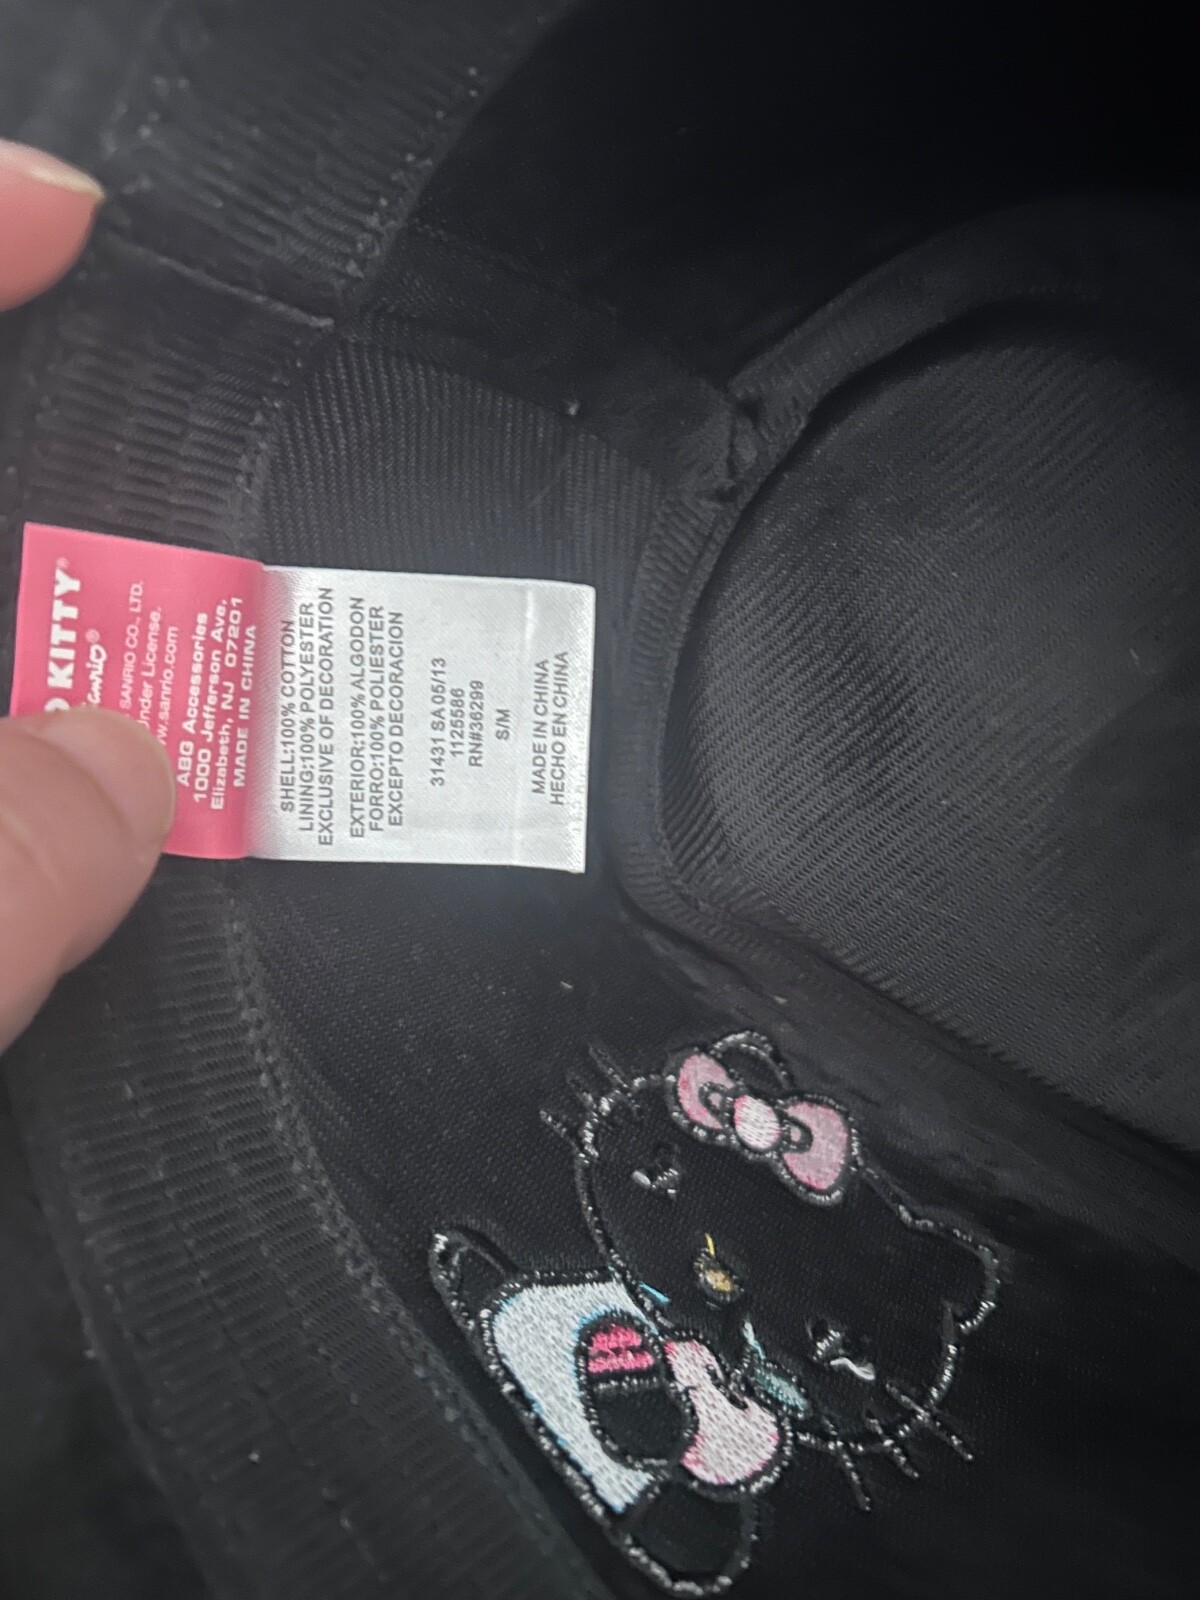 KITTY®
Sanrio®
SANRIO CO., LTD.
Under License.
w.sanrio.com
ABG Accessories
1000 Jefferson Ave,
Elizabeth, NJ 07201
MADE IN CHINA
SHELL:100% COTTON
LINING:100% POLYESTER
EXCLUSIVE OF DECORATION
EXTERIOR:100% ALGODON
FORRO:100% POLIESTER
EXCEPTO DECORACION
31431 SA 05/13
1125586
RN#36299
S/M
MADE IN CHINA
HECHO EN CHINA